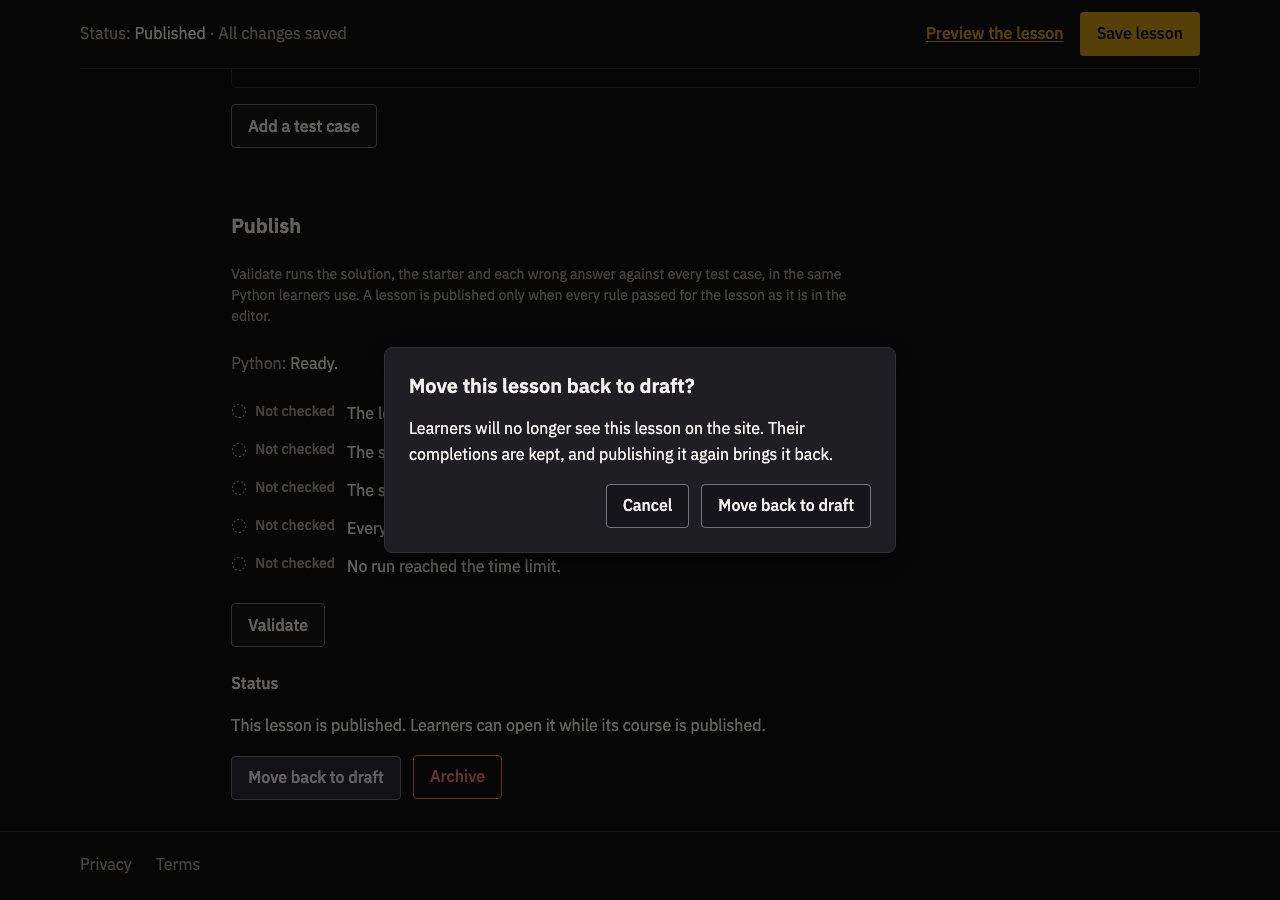 Status: Published · All changes saved
Preview the lesson
Save lesson
Add a test case
Publish
Validate runs the solution, the starter and each wrong answer against every test case, in the same
Python learners use. A lesson is published only when every rule passed for the lesson as it is in the
editor.
Python: Ready.
Move this lesson back to draft?
Learners will no longer see this lesson on the site. Their
completions are kept, and publishing it again brings it back.
Cancel
Move back to draft
Not checked The
Not checked The
Not checked The
Not checked Every
Not checked No run reached the time limit.
Validate
Status
This lesson is published. Learners can open it while its course is published.
Move back to draft
Archive
Privacy
Terms